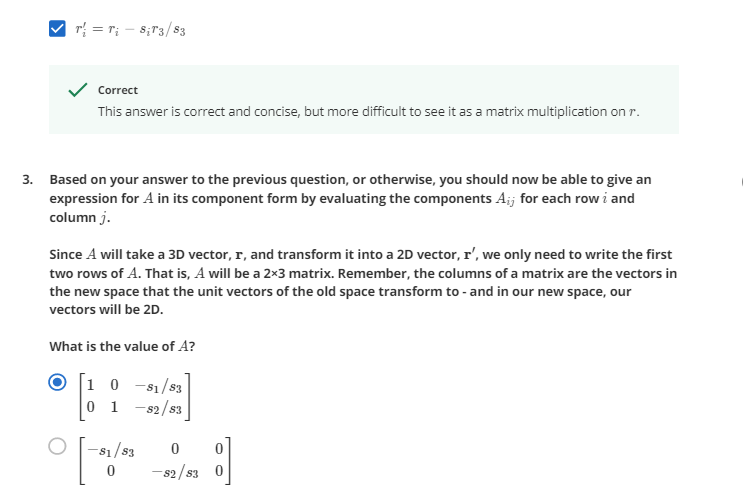 r′ᵢ = rᵢ − sᵢr₃/s₃
Correct
This answer is correct and concise, but more difficult to see it as a matrix multiplication on r.
3. Based on your answer to the previous question, or otherwise, you should now be able to give an
expression for A in its component form by evaluating the components Aᵢⱼ for each row i and
column j.
Since A will take a 3D vector, r, and transform it into a 2D vector, r′, we only need to write the first
two rows of A. That is, A will be a 2×3 matrix. Remember, the columns of a matrix are the vectors in
the new space that the unit vectors of the old space transform to - and in our new space, our
vectors will be 2D.
What is the value of A?
[1 0 −s₁/s₃
0 1 −s₂/s₃]
[−s₁/s₃ 0 0
0 −s₂/s₃ 0]